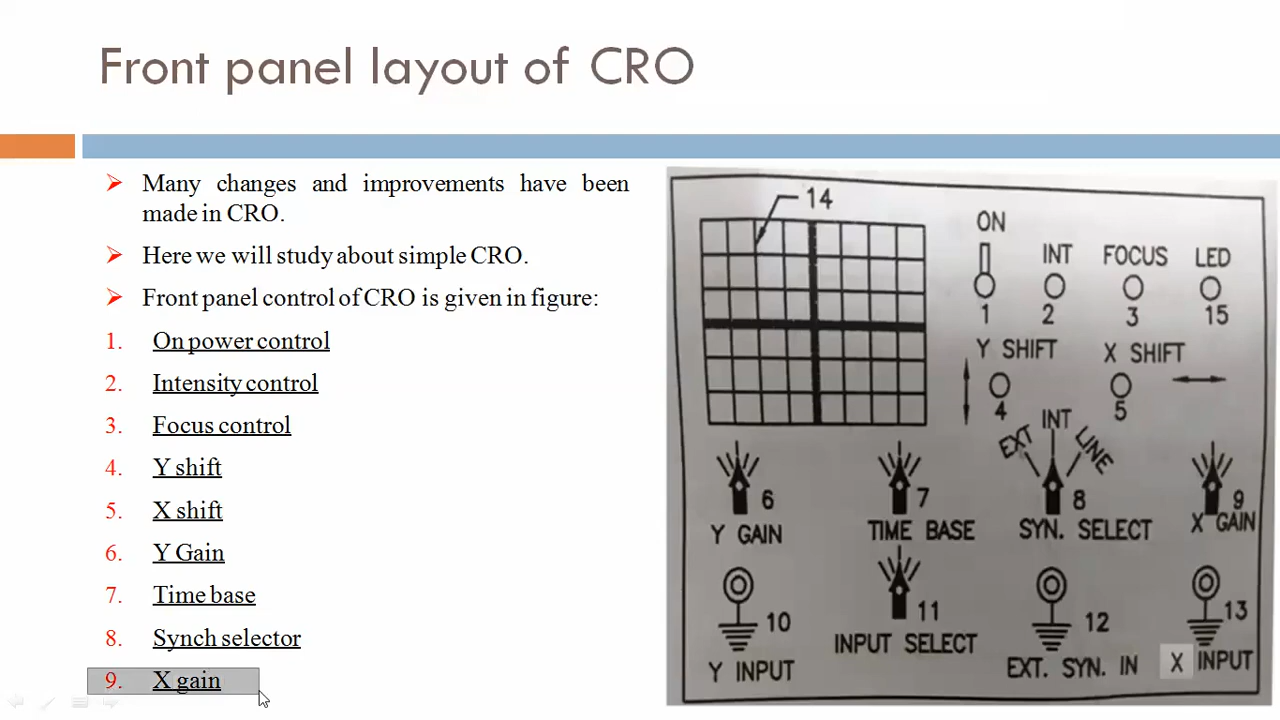 Front panel layout of CRO
Many changes and improvements have been
made in CRO.
Here we will study about simple CRO.
Front panel control of CRO is given in figure:
1. On power control
2. Intensity control
3. Focus control
4. Y shift
5. X shift
6. Y Gain
7. Time base
8. Synch selector
9. X gain
14
ON
INT FOCUS LED
1 2 3 15
Y SHIFT X SHIFT
4 5
EXT INT LINE
6 7 8 9
Y GAIN TIME BASE SYN. SELECT X GAIN
10 11 12 13
Y INPUT INPUT SELECT EXT. SYN. IN X INPUT